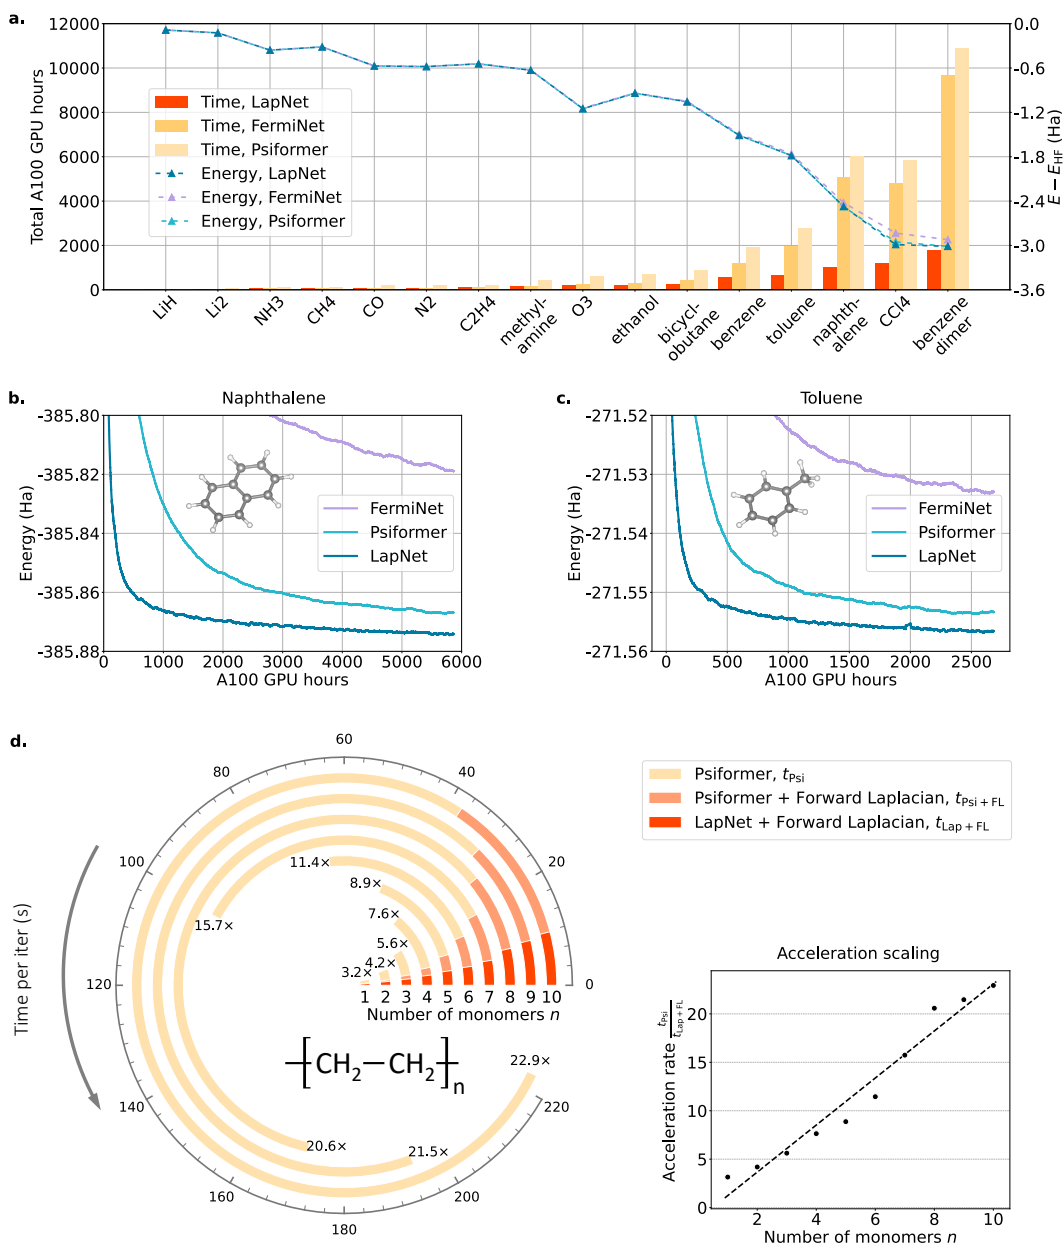 a.
Total A100 GPU hours
12000
10000
8000
6000
4000
2000
0
Time, LapNet
Time, FermiNet
Time, Psiformer
Energy, LapNet
Energy, FermiNet
Energy, Psiformer
0.0
-0.6
-1.2
-1.8
-2.4
-3.0
-3.6
E − E_HF (Ha)
LiH
Li2
NH3
CH4
CO
N2
C2H4
methyl-
amine
O3
ethanol
bicycl-
obutane
benzene
toluene
naphth-
alene
CCl4
benzene
dimer
b.
Naphthalene
Energy (Ha)
-385.80
-385.82
-385.84
-385.86
-385.88
FermiNet
Psiformer
LapNet
0 1000 2000 3000 4000 5000 6000
A100 GPU hours
c.
Toluene
Energy (Ha)
-271.52
-271.53
-271.54
-271.55
-271.56
FermiNet
Psiformer
LapNet
0 500 1000 1500 2000 2500
A100 GPU hours
d.
Time per iter (s)
0
20
40
60
80
100
120
140
160
180
200
220
3.2×
4.2×
5.6×
7.6×
8.9×
11.4×
15.7×
20.6×
21.5×
22.9×
1 2 3 4 5 6 7 8 9 10
Number of monomers n
[CH2—CH2]n
Psiformer, t_Psi
Psiformer + Forward Laplacian, t_Psi + FL
LapNet + Forward Laplacian, t_Lap + FL
Acceleration scaling
Acceleration rate t_Psi / t_Lap + FL
20
15
10
5
0
2 4 6 8 10
Number of monomers n